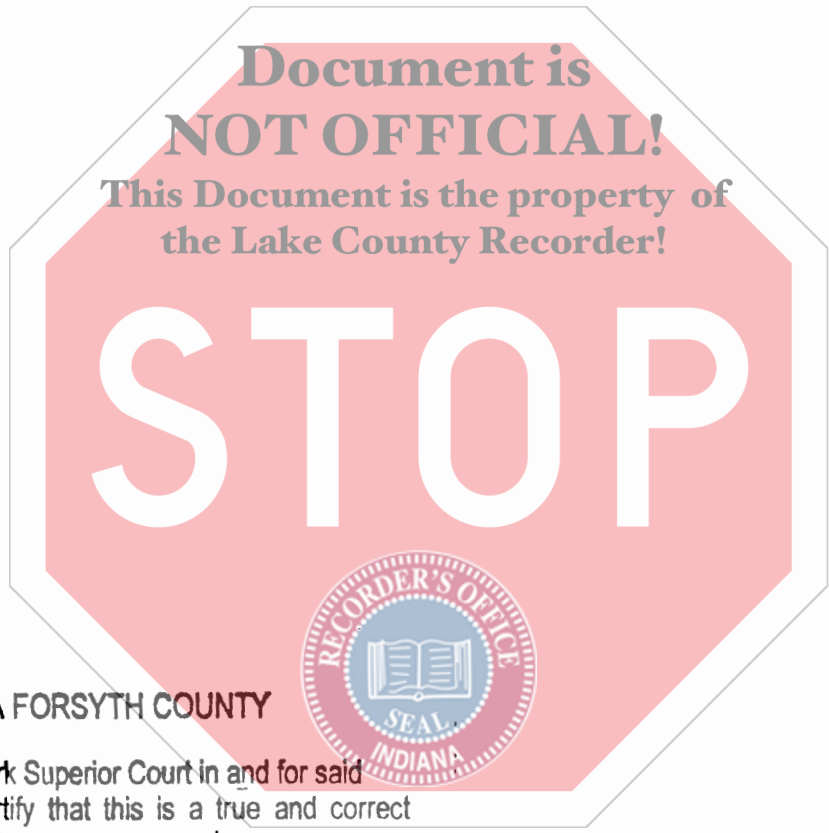 Document is
NOT OFFICIAL!
This Document is the property of
the Lake County Recorder!
STOP
RECORDER'S OFFICE
SEAL
INDIANA
FORSYTH COUNTY
Superior Court in and for said
that this is a true and correct